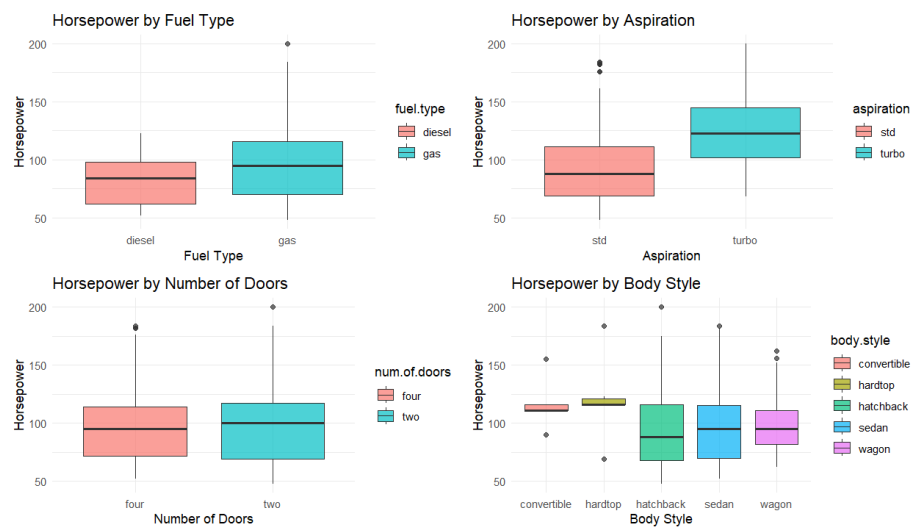 Horsepower by Fuel Type
Horsepower
200
150
100
50
diesel
gas
Fuel Type
fuel.type
diesel
gas
Horsepower by Aspiration
Horsepower
200
150
100
50
std
turbo
Aspiration
aspiration
std
turbo
Horsepower by Number of Doors
Horsepower
200
150
100
50
four
two
Number of Doors
num.of.doors
four
two
Horsepower by Body Style
Horsepower
200
150
100
50
convertible
hardtop
hatchback
sedan
wagon
Body Style
body.style
convertible
hardtop
hatchback
sedan
wagon